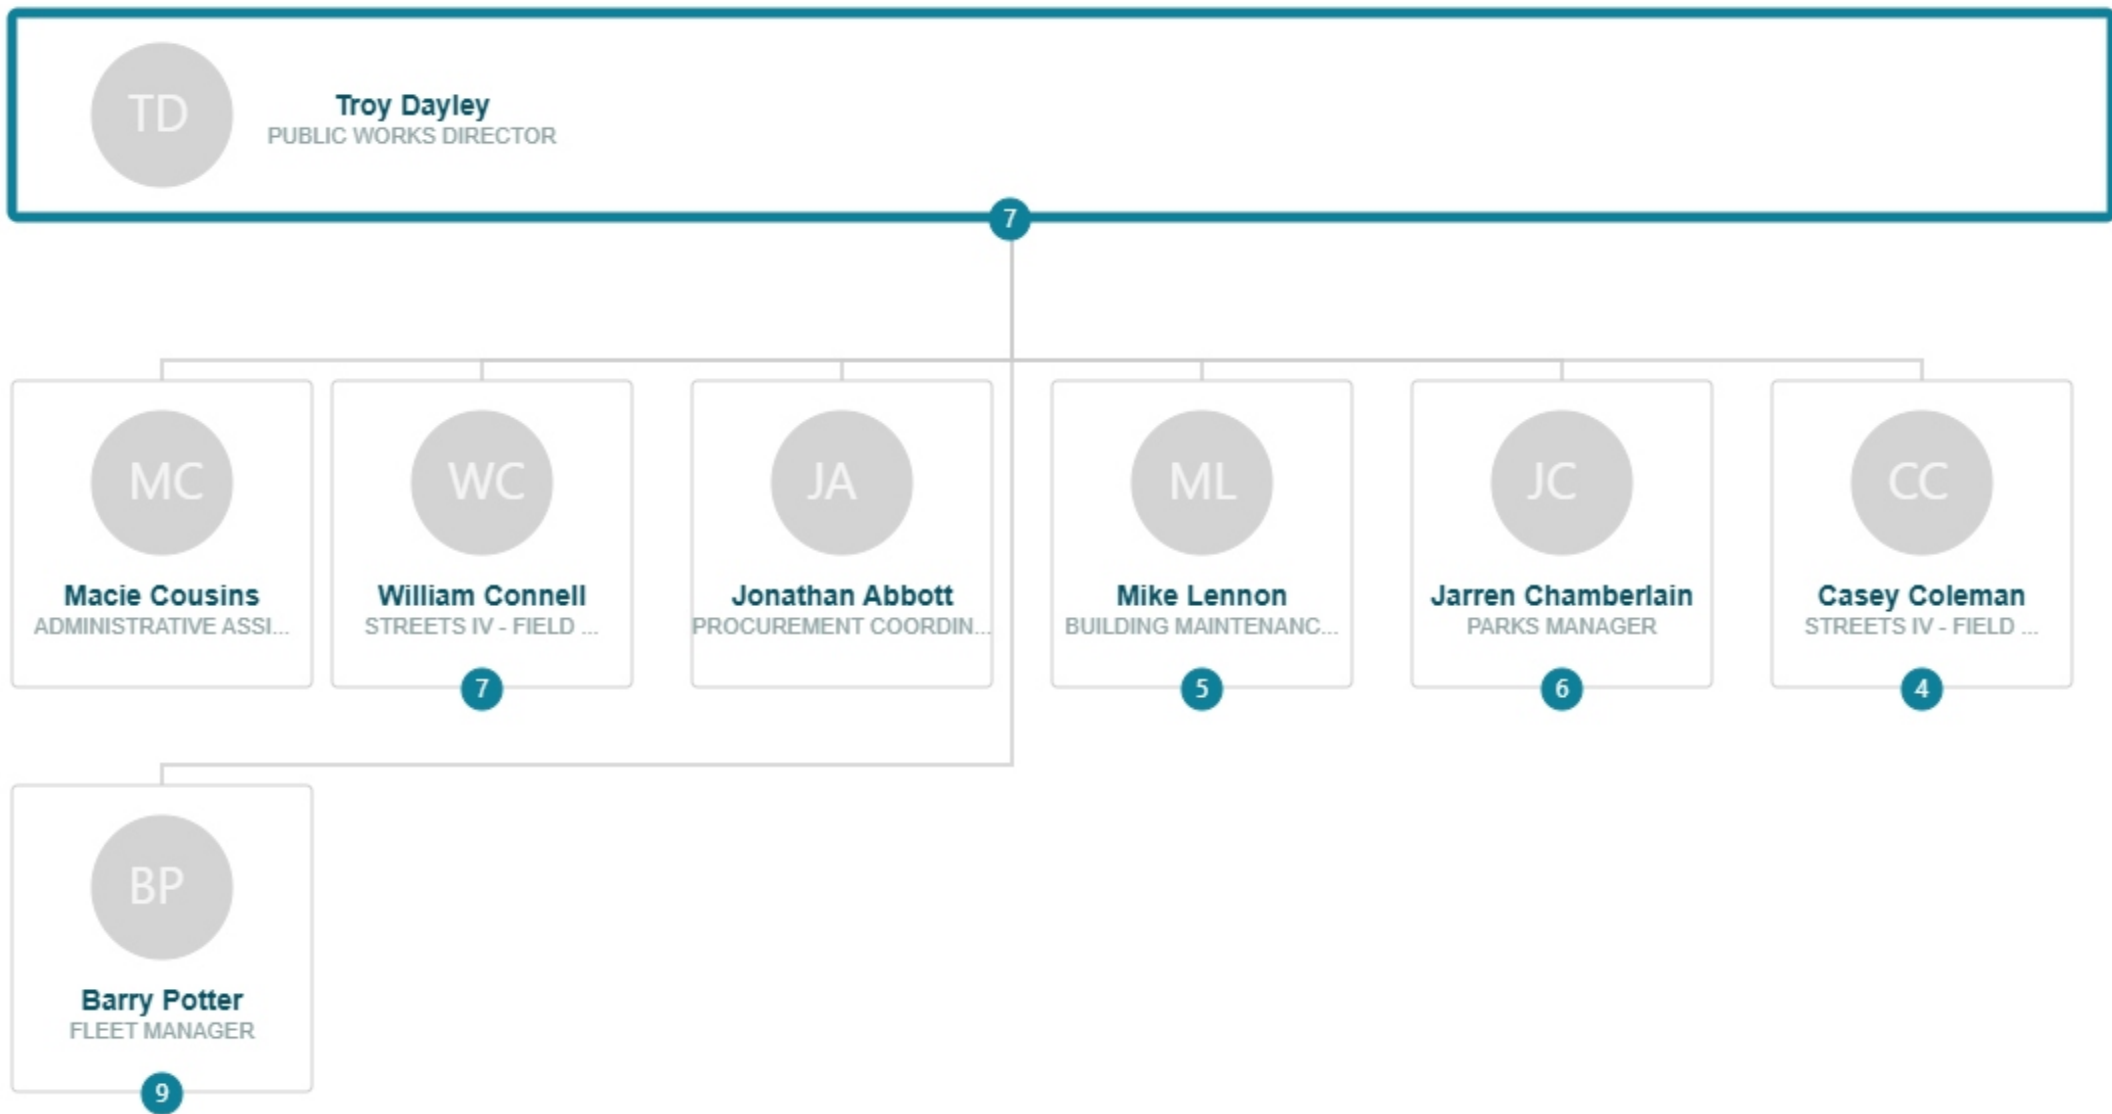 TD
Troy Dayley
PUBLIC WORKS DIRECTOR
7
MC
Macie Cousins
ADMINISTRATIVE ASSI...
WC
William Connell
STREETS IV - FIELD ...
7
JA
Jonathan Abbott
PROCUREMENT COORDIN...
ML
Mike Lennon
BUILDING MAINTENANC...
5
JC
Jarren Chamberlain
PARKS MANAGER
6
CC
Casey Coleman
STREETS IV - FIELD ...
4
BP
Barry Potter
FLEET MANAGER
9